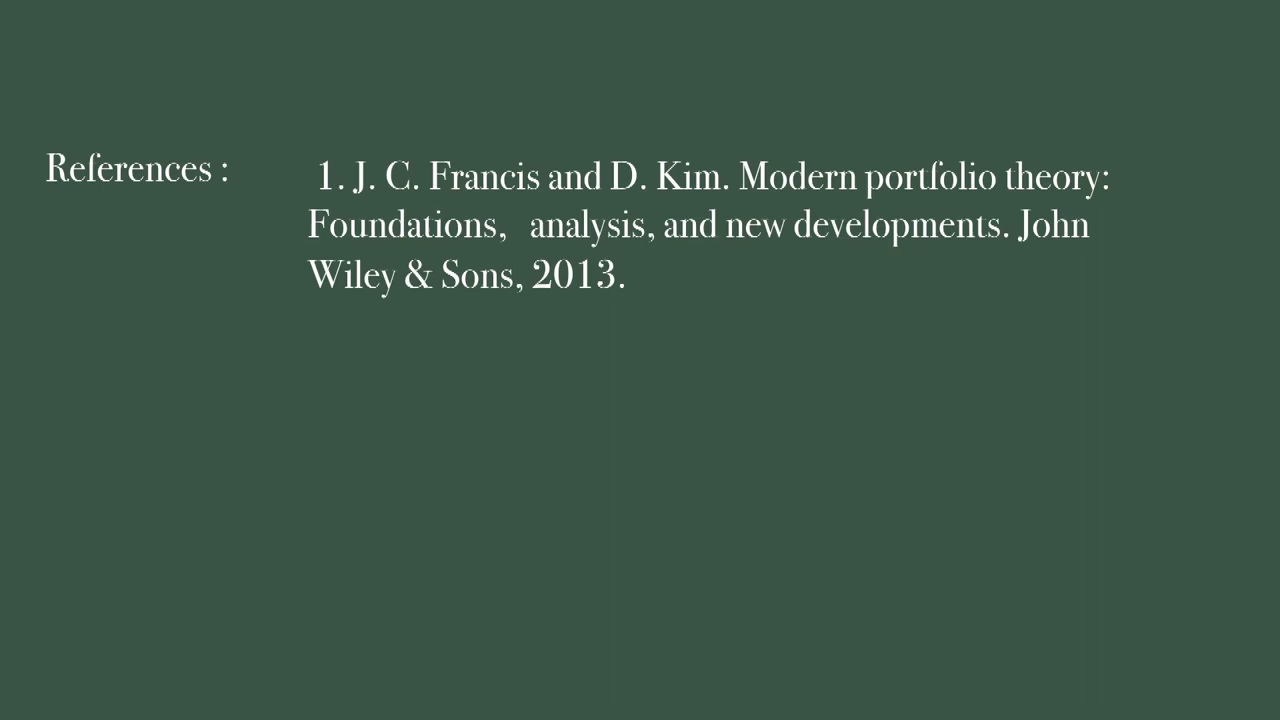 References :
1. J. C. Francis and D. Kim. Modern portfolio theory:
Foundations, analysis, and new developments. John
Wiley & Sons, 2013.